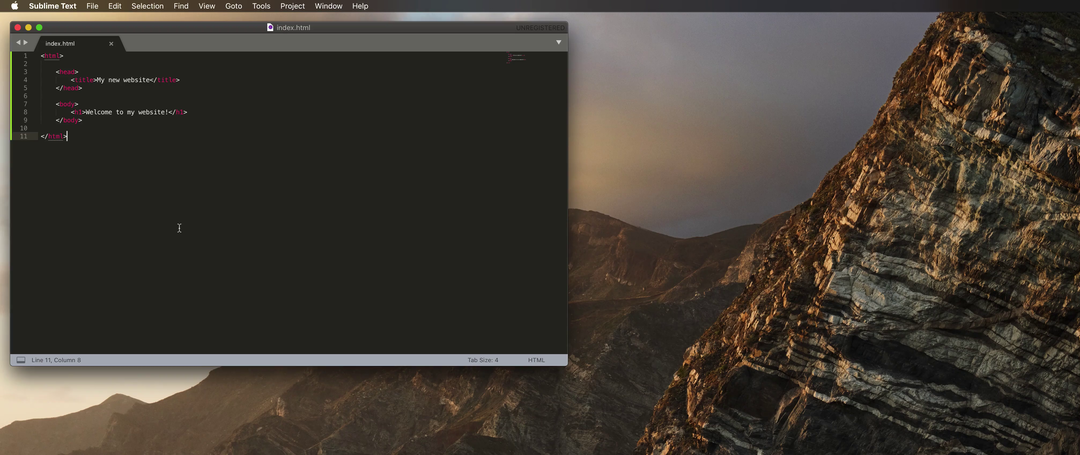 Sublime Text File Edit Selection Find View Goto Tools Project Window Help
index.html UNREGISTERED
index.html
1 <html>
2
3 <head>
4 <title>My new website</title>
5 </head>
6
7 <body>
8 <h1>Welcome to my website!</h1>
9 </body>
10
11 </html>
Line 11, Column 8 Tab Size: 4 HTML